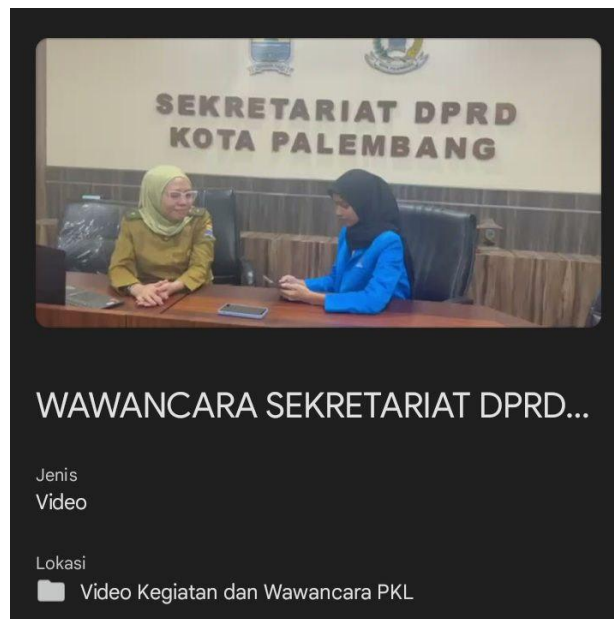 SEKRETARIAT DPRD
KOTA PALEMBANG
WAWANCARA SEKRETARIAT DPRD...
Jenis
Video
Lokasi
Video Kegiatan dan Wawancara PKL